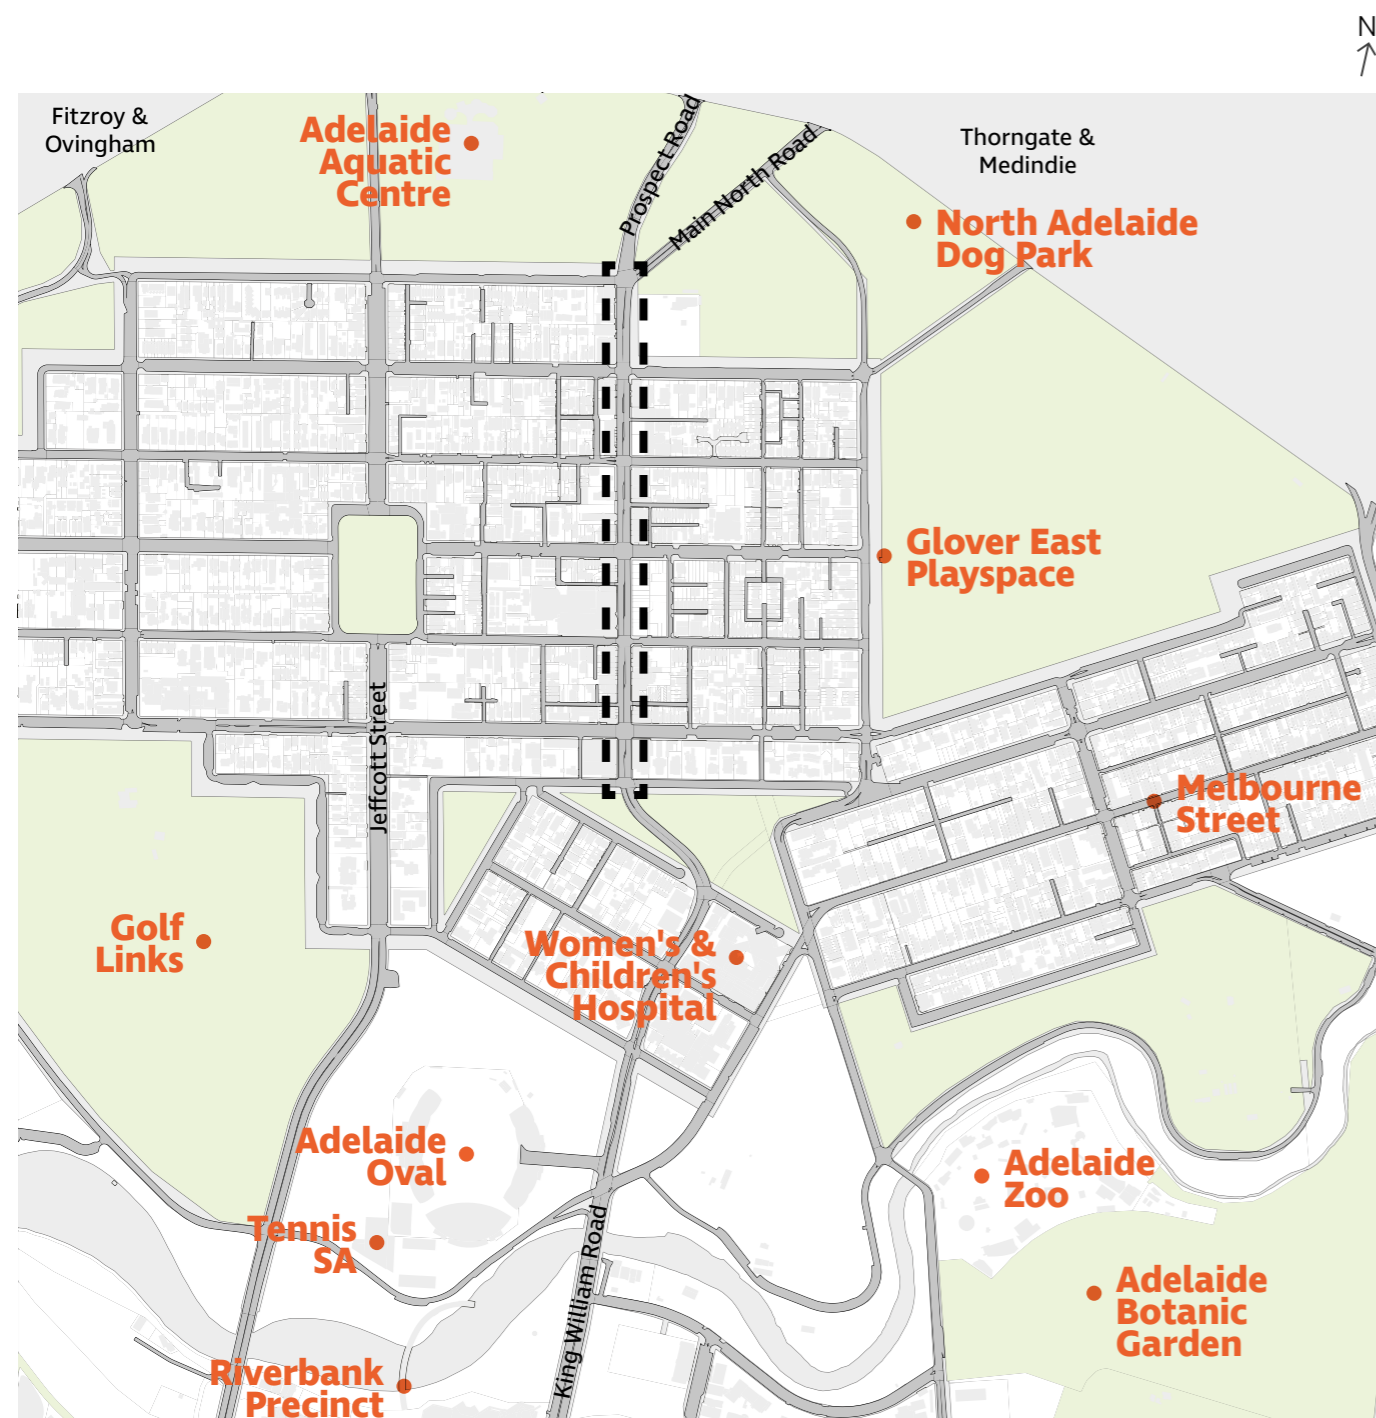 N
Fitzroy &
Ovingham
Adelaide
Aquatic
Centre
Prospect Road
Main North Road
Thorngate &
Medindie
North Adelaide
Dog Park
Glover East
Playspace
Jeffcott Street
Melbourne
Street
Golf
Links
Women's &
Children's
Hospital
Adelaide
Oval
Adelaide
Zoo
Tennis
SA
King William Road
Adelaide
Botanic
Garden
Riverbank
Precinct